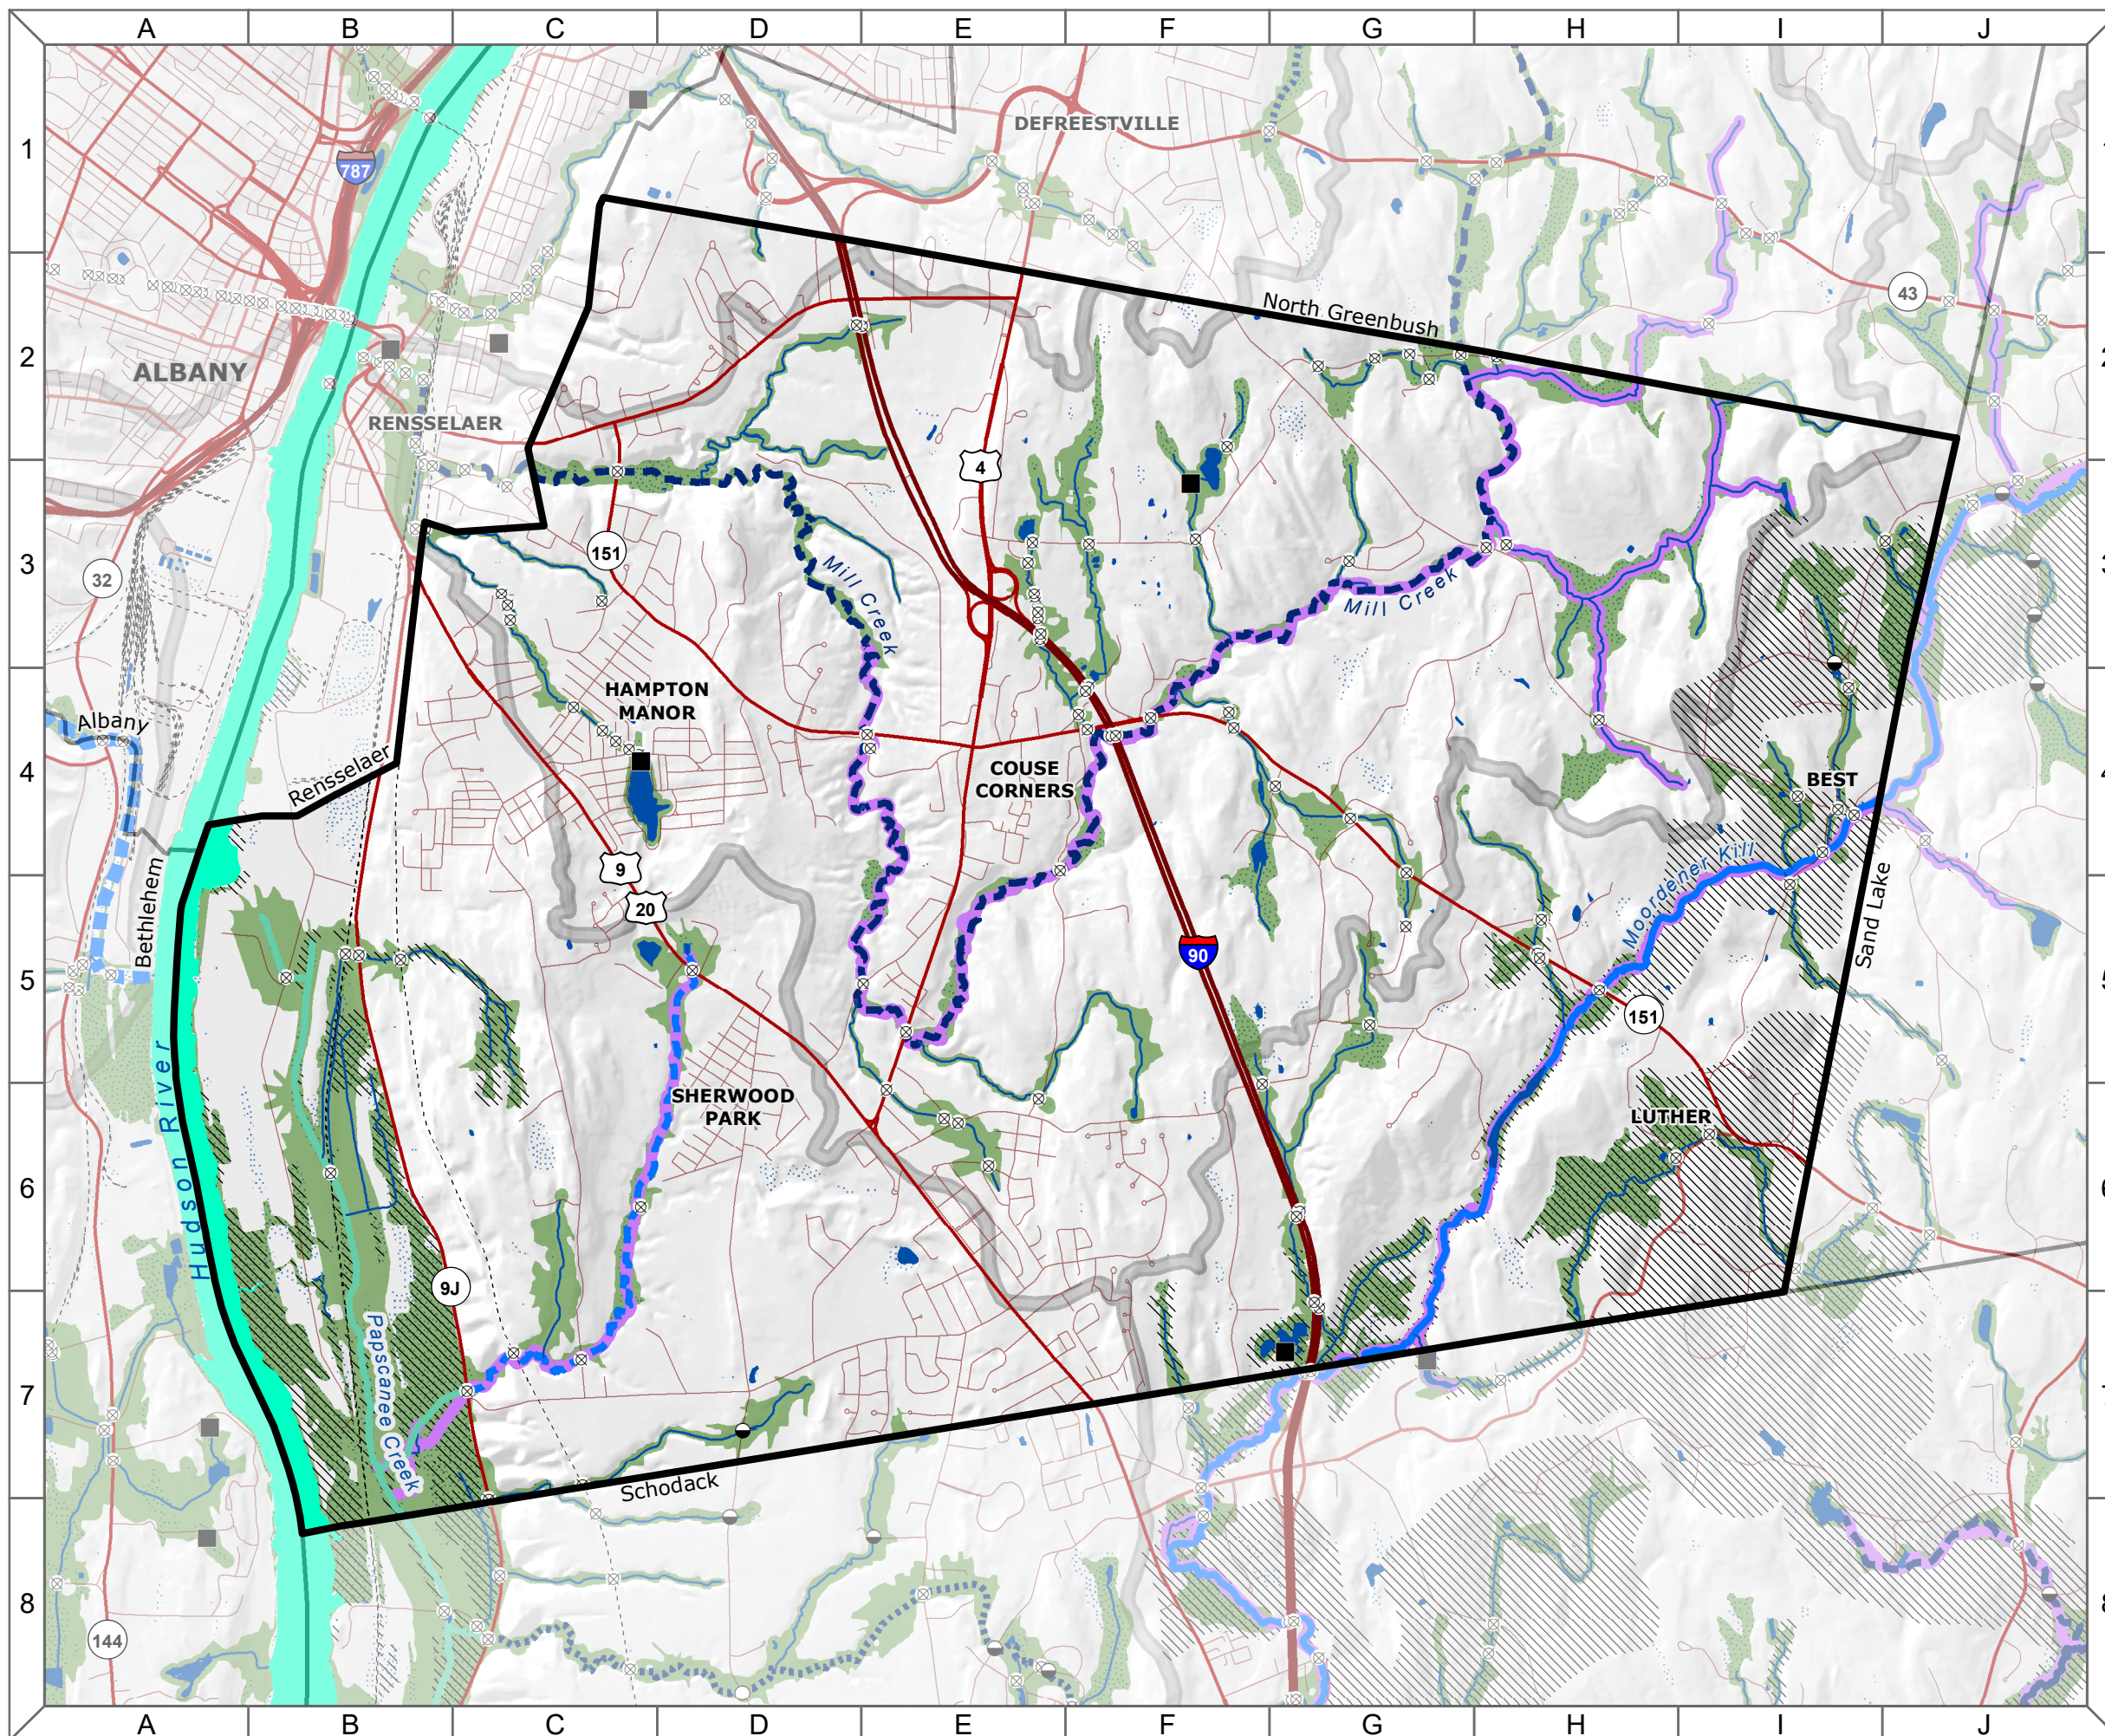 A B C D E F G H I J
1
DEFREESTVILLE
787
43
North Greenbush
2
ALBANY
RENSSELAER
4
151
3
32
Mill Creek
Mill Creek
HAMPTON
MANOR
Albany
Rensselaer
4
COUSE
CORNERS
BEST
Moordener Kill
9
20
Bethlehem
Sand Lake
90
5
151
Hudson River
SHERWOOD
PARK
LUTHER
6
9J
Papscanee Creek
7
Schodack
8
144
A B C D E F G H I J